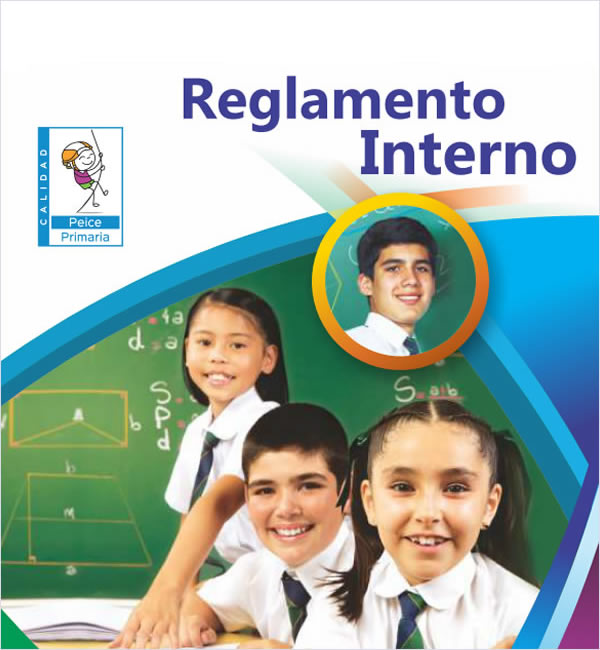 Reglamento
Interno
CALIDAD
Peice
Primaria
b
a
m
b
a
S = a+b